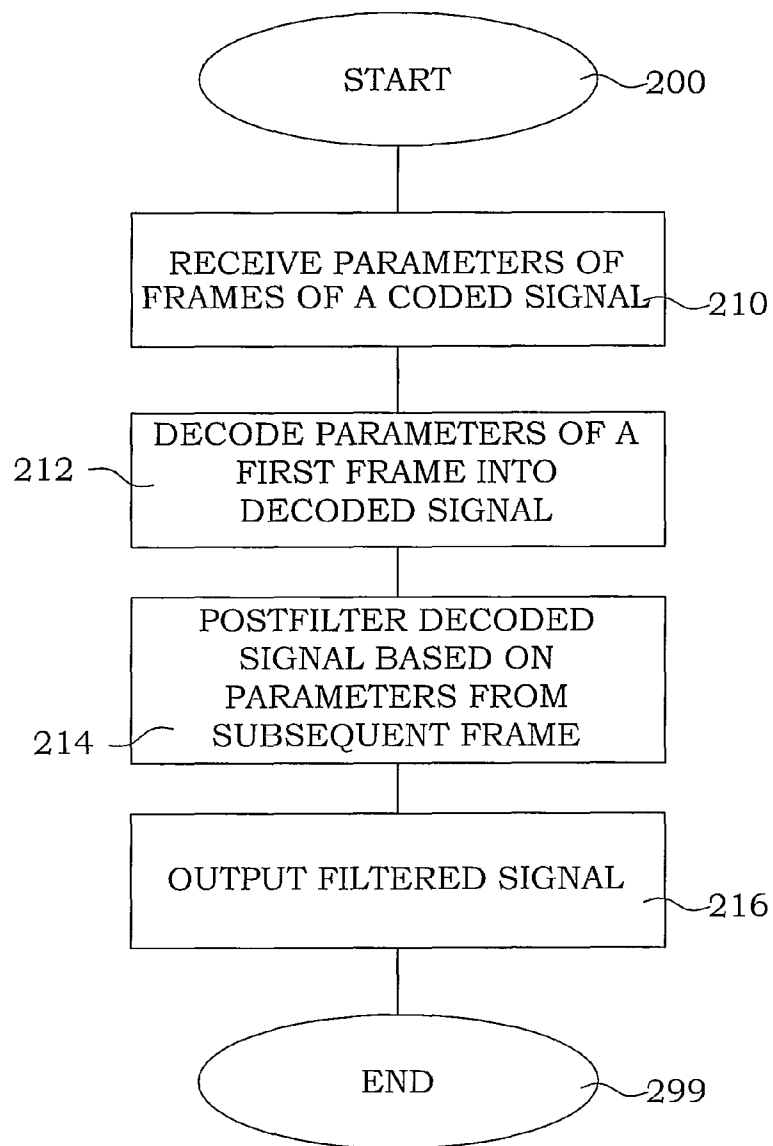 START
200
RECEIVE PARAMETERS OF
FRAMES OF A CODED SIGNAL
210
DECODE PARAMETERS OF A
FIRST FRAME INTO
DECODED SIGNAL
212
POSTFILTER DECODED
SIGNAL BASED ON
PARAMETERS FROM
SUBSEQUENT FRAME
214
OUTPUT FILTERED SIGNAL
216
END
299